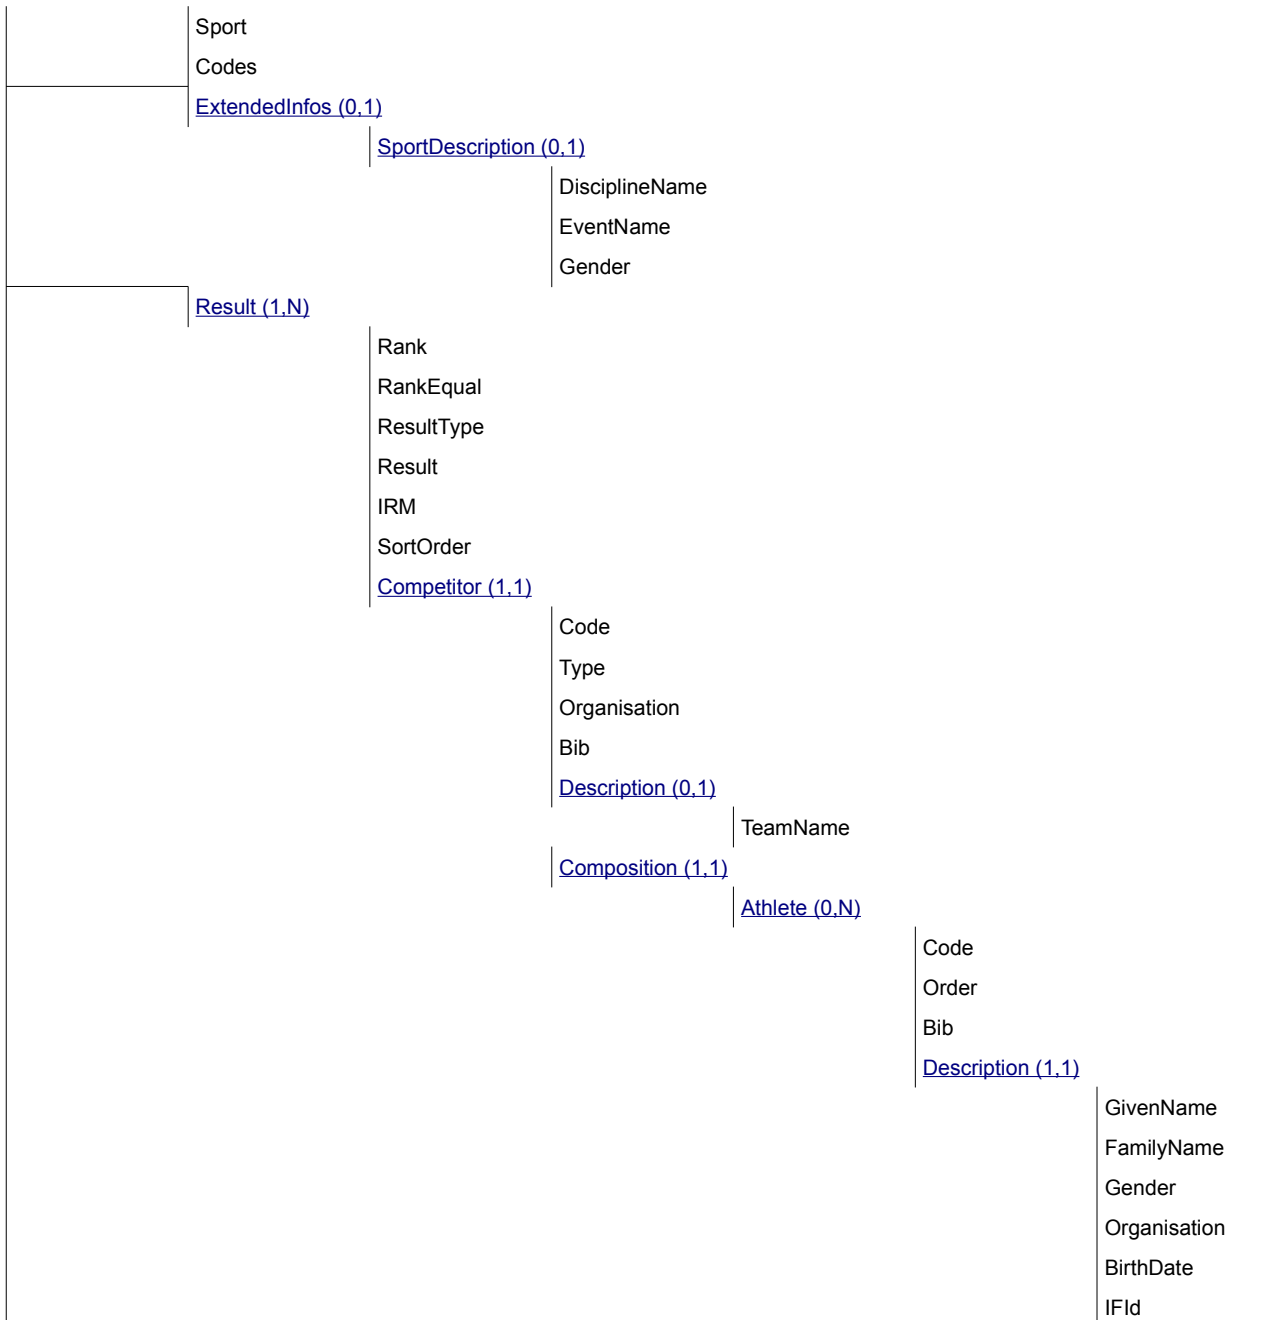 Sport
Codes
ExtendedInfos (0,1)
SportDescription (0,1)
DisciplineName
EventName
Gender
Result (1,N)
Rank
RankEqual
ResultType
Result
IRM
SortOrder
Competitor (1,1)
Code
Type
Organisation
Bib
Description (0,1)
TeamName
Composition (1,1)
Athlete (0,N)
Code
Order
Bib
Description (1,1)
GivenName
FamilyName
Gender
Organisation
BirthDate
IFId